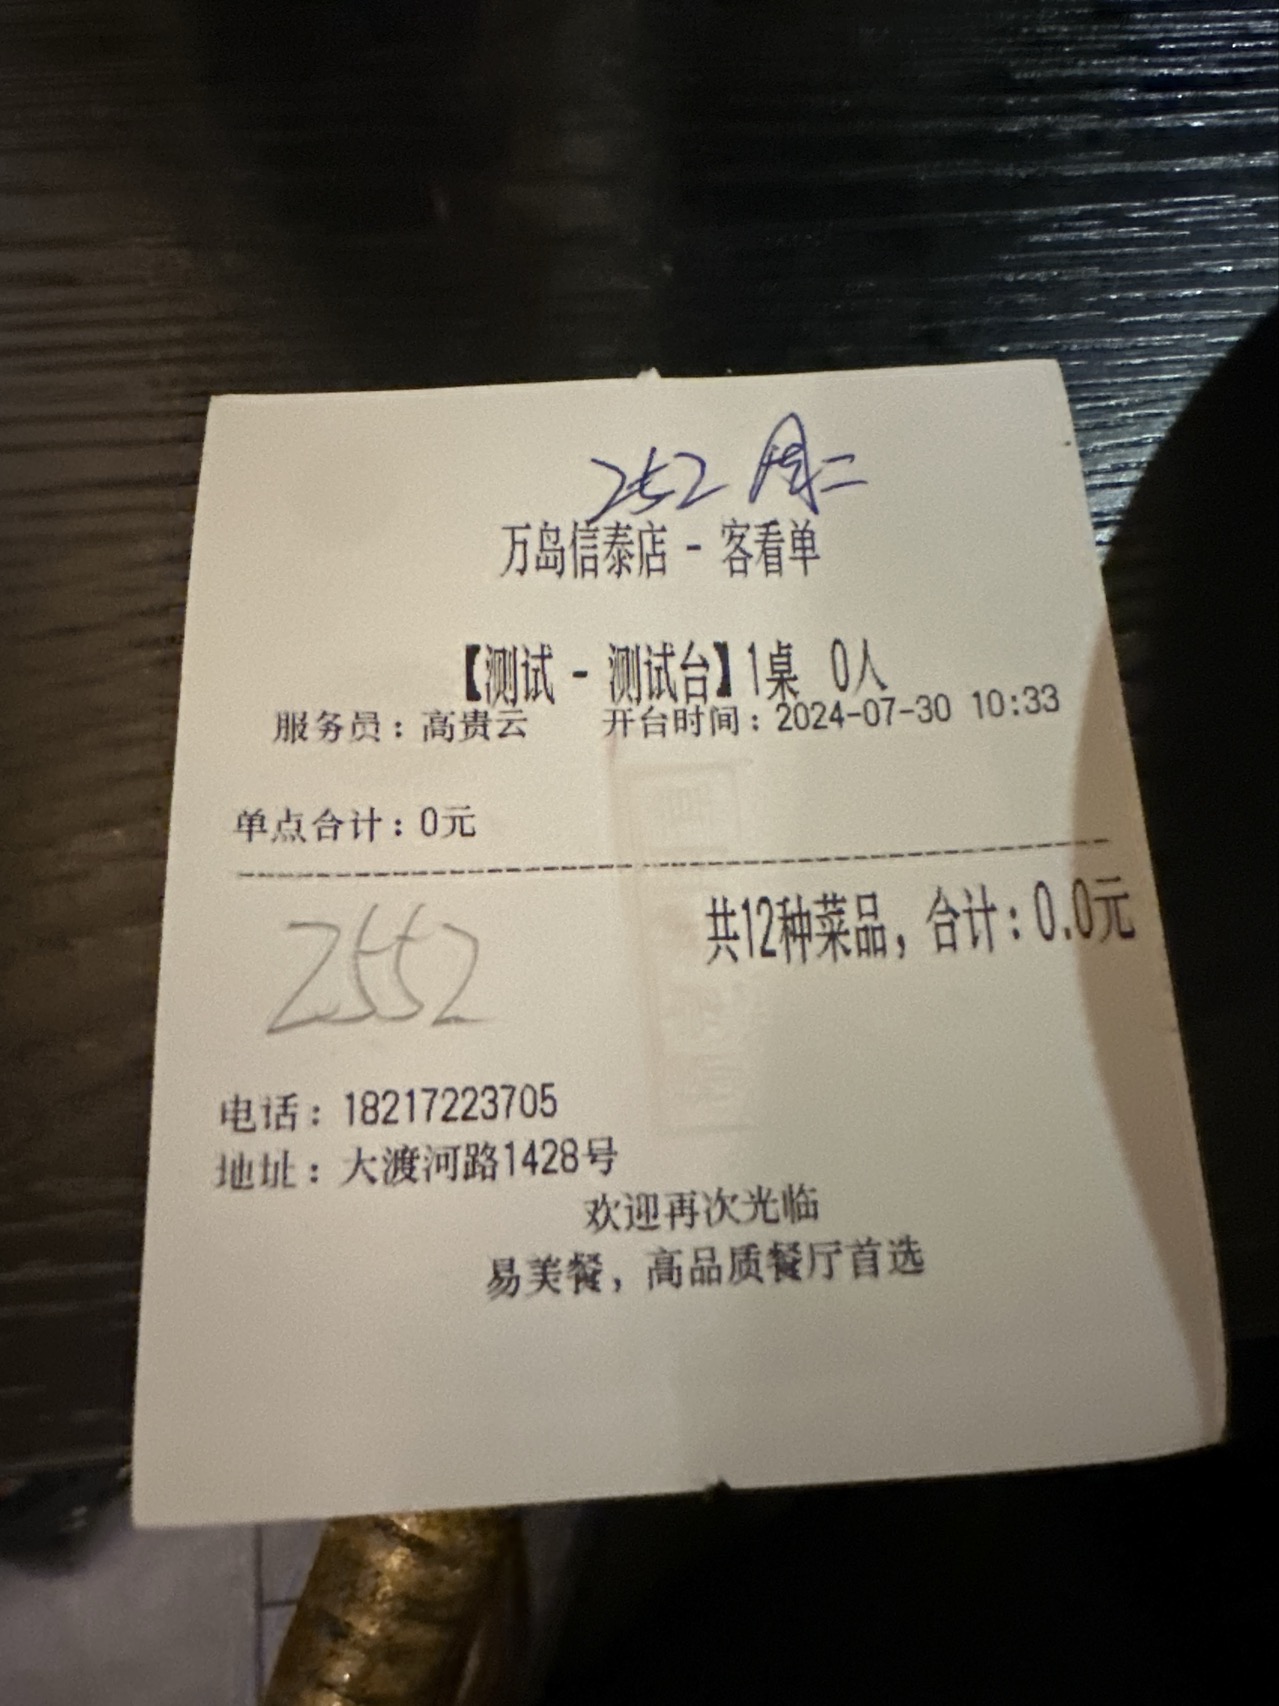 252 周二
万岛信泰店 - 客看单
【测试 - 测试台】1桌 0人
服务员：高贵云 开台时间：2024-07-30 10:33
单点合计：0元
共12种菜品，合计：0.0元
2552
电话：18217223705
地址：大渡河路1428号
欢迎再次光临
易美餐，高品质餐厅首选